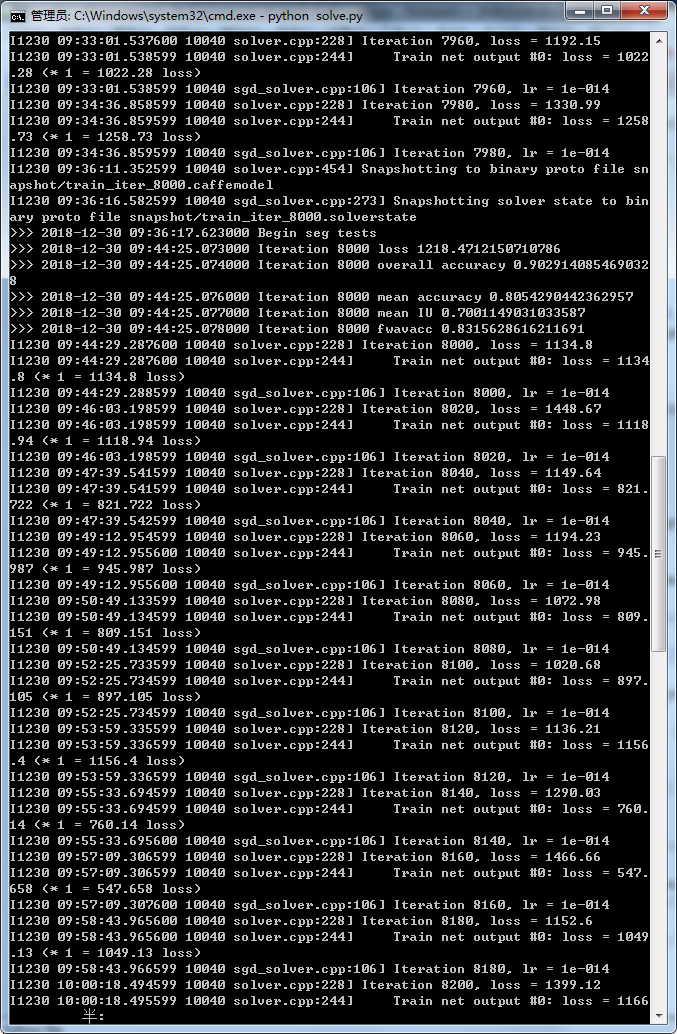 管理员: C:\Windows\system32\cmd.exe - python  solve.py
I1230 09:33:01.537600 10040 solver.cpp:228] Iteration 7960, loss = 1192.15
I1230 09:33:01.538599 10040 solver.cpp:244]     Train net output #0: loss = 1022
.28 (* 1 = 1022.28 loss)
I1230 09:33:01.538599 10040 sgd_solver.cpp:106] Iteration 7960, lr = 1e-014
I1230 09:34:36.858599 10040 solver.cpp:228] Iteration 7980, loss = 1330.99
I1230 09:34:36.858599 10040 solver.cpp:244]     Train net output #0: loss = 1258
.73 (* 1 = 1258.73 loss)
I1230 09:34:36.859599 10040 sgd_solver.cpp:106] Iteration 7980, lr = 1e-014
I1230 09:36:11.352599 10040 solver.cpp:454] Snapshotting to binary proto file sn
apshot/train_iter_8000.caffemodel
I1230 09:36:16.582599 10040 sgd_solver.cpp:273] Snapshotting solver state to bin
ary proto file snapshot/train_iter_8000.solverstate
>>> 2018-12-30 09:36:17.623000 Begin seg tests
>>> 2018-12-30 09:44:25.073000 Iteration 8000 loss 1218.4712150710786
>>> 2018-12-30 09:44:25.074000 Iteration 8000 overall accuracy 0.902914085469032
8
>>> 2018-12-30 09:44:25.076000 Iteration 8000 mean accuracy 0.8054290442362957
>>> 2018-12-30 09:44:25.077000 Iteration 8000 mean IU 0.7001149031033587
>>> 2018-12-30 09:44:25.078000 Iteration 8000 fwavacc 0.8315628616211691
I1230 09:44:29.287600 10040 solver.cpp:228] Iteration 8000, loss = 1134.8
I1230 09:44:29.287600 10040 solver.cpp:244]     Train net output #0: loss = 1134
.8 (* 1 = 1134.8 loss)
I1230 09:44:29.288599 10040 sgd_solver.cpp:106] Iteration 8000, lr = 1e-014
I1230 09:46:03.198599 10040 solver.cpp:228] Iteration 8020, loss = 1448.67
I1230 09:46:03.198599 10040 solver.cpp:244]     Train net output #0: loss = 1118
.94 (* 1 = 1118.94 loss)
I1230 09:46:03.198599 10040 sgd_solver.cpp:106] Iteration 8020, lr = 1e-014
I1230 09:47:39.541599 10040 solver.cpp:228] Iteration 8040, loss = 1149.64
I1230 09:47:39.541599 10040 solver.cpp:244]     Train net output #0: loss = 821.
722 (* 1 = 821.722 loss)
I1230 09:47:39.542599 10040 sgd_solver.cpp:106] Iteration 8040, lr = 1e-014
I1230 09:49:12.954599 10040 solver.cpp:228] Iteration 8060, loss = 1194.23
I1230 09:49:12.955600 10040 solver.cpp:244]     Train net output #0: loss = 945.
987 (* 1 = 945.987 loss)
I1230 09:49:12.955600 10040 sgd_solver.cpp:106] Iteration 8060, lr = 1e-014
I1230 09:50:49.133599 10040 solver.cpp:228] Iteration 8080, loss = 1072.98
I1230 09:50:49.134599 10040 solver.cpp:244]     Train net output #0: loss = 809.
151 (* 1 = 809.151 loss)
I1230 09:50:49.134599 10040 sgd_solver.cpp:106] Iteration 8080, lr = 1e-014
I1230 09:52:25.733599 10040 solver.cpp:228] Iteration 8100, loss = 1020.68
I1230 09:52:25.734599 10040 solver.cpp:244]     Train net output #0: loss = 897.
105 (* 1 = 897.105 loss)
I1230 09:52:25.734599 10040 sgd_solver.cpp:106] Iteration 8100, lr = 1e-014
I1230 09:53:59.335599 10040 solver.cpp:228] Iteration 8120, loss = 1136.21
I1230 09:53:59.336599 10040 solver.cpp:244]     Train net output #0: loss = 1156
.4 (* 1 = 1156.4 loss)
I1230 09:53:59.336599 10040 sgd_solver.cpp:106] Iteration 8120, lr = 1e-014
I1230 09:55:33.694599 10040 solver.cpp:228] Iteration 8140, loss = 1290.03
I1230 09:55:33.694599 10040 solver.cpp:244]     Train net output #0: loss = 760.
14 (* 1 = 760.14 loss)
I1230 09:55:33.695600 10040 sgd_solver.cpp:106] Iteration 8140, lr = 1e-014
I1230 09:57:09.306599 10040 solver.cpp:228] Iteration 8160, loss = 1466.66
I1230 09:57:09.306599 10040 solver.cpp:244]     Train net output #0: loss = 547.
658 (* 1 = 547.658 loss)
I1230 09:57:09.307600 10040 sgd_solver.cpp:106] Iteration 8160, lr = 1e-014
I1230 09:58:43.965600 10040 solver.cpp:228] Iteration 8180, loss = 1152.6
I1230 09:58:43.965600 10040 solver.cpp:244]     Train net output #0: loss = 1049
.13 (* 1 = 1049.13 loss)
I1230 09:58:43.966599 10040 sgd_solver.cpp:106] Iteration 8180, lr = 1e-014
I1230 10:00:18.494599 10040 solver.cpp:228] Iteration 8200, loss = 1399.12
I1230 10:00:18.495599 10040 solver.cpp:244]     Train net output #0: loss = 1166
半: